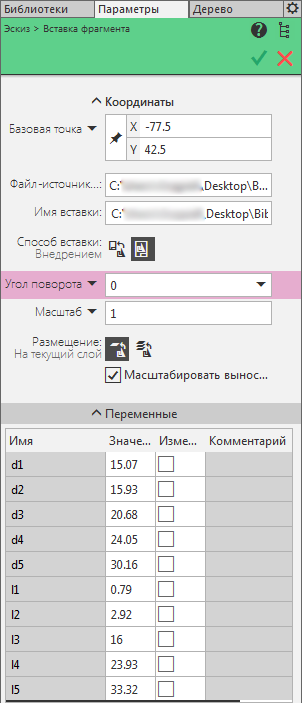 Библиотеки Параметры Дерево
Эскиз > Вставка фрагмента
Координаты
Базовая точка X -77.5
Y 42.5
Файл-источник...: C:\ .Desktop\B...
Имя вставки: C:\ .Desktop\Bib
Способ вставки:
Внедрением
Угол поворота 0
Масштаб 1
Размещение:
На текущий слой
Масштабировать вынос...
Переменные
Имя Значе... Изме... Комментарий
d1 15.07
d2 15.93
d3 20.68
d4 24.05
d5 30.16
l1 0.79
l2 2.92
l3 16
l4 23.93
l5 33.32